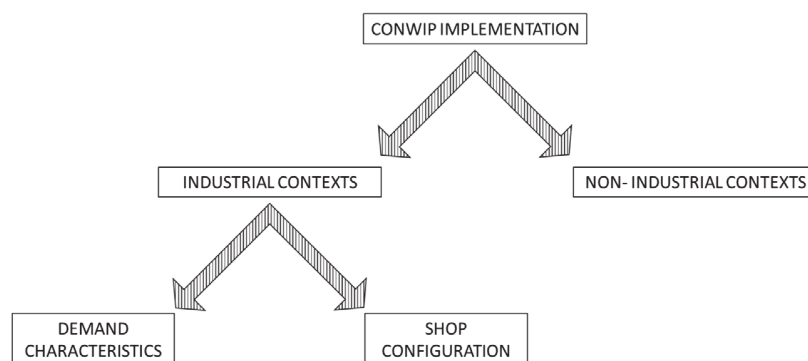 CONWIP IMPLEMENTATION
INDUSTRIAL CONTEXTS
NON- INDUSTRIAL CONTEXTS
DEMAND
CHARACTERISTICS
SHOP
CONFIGURATION